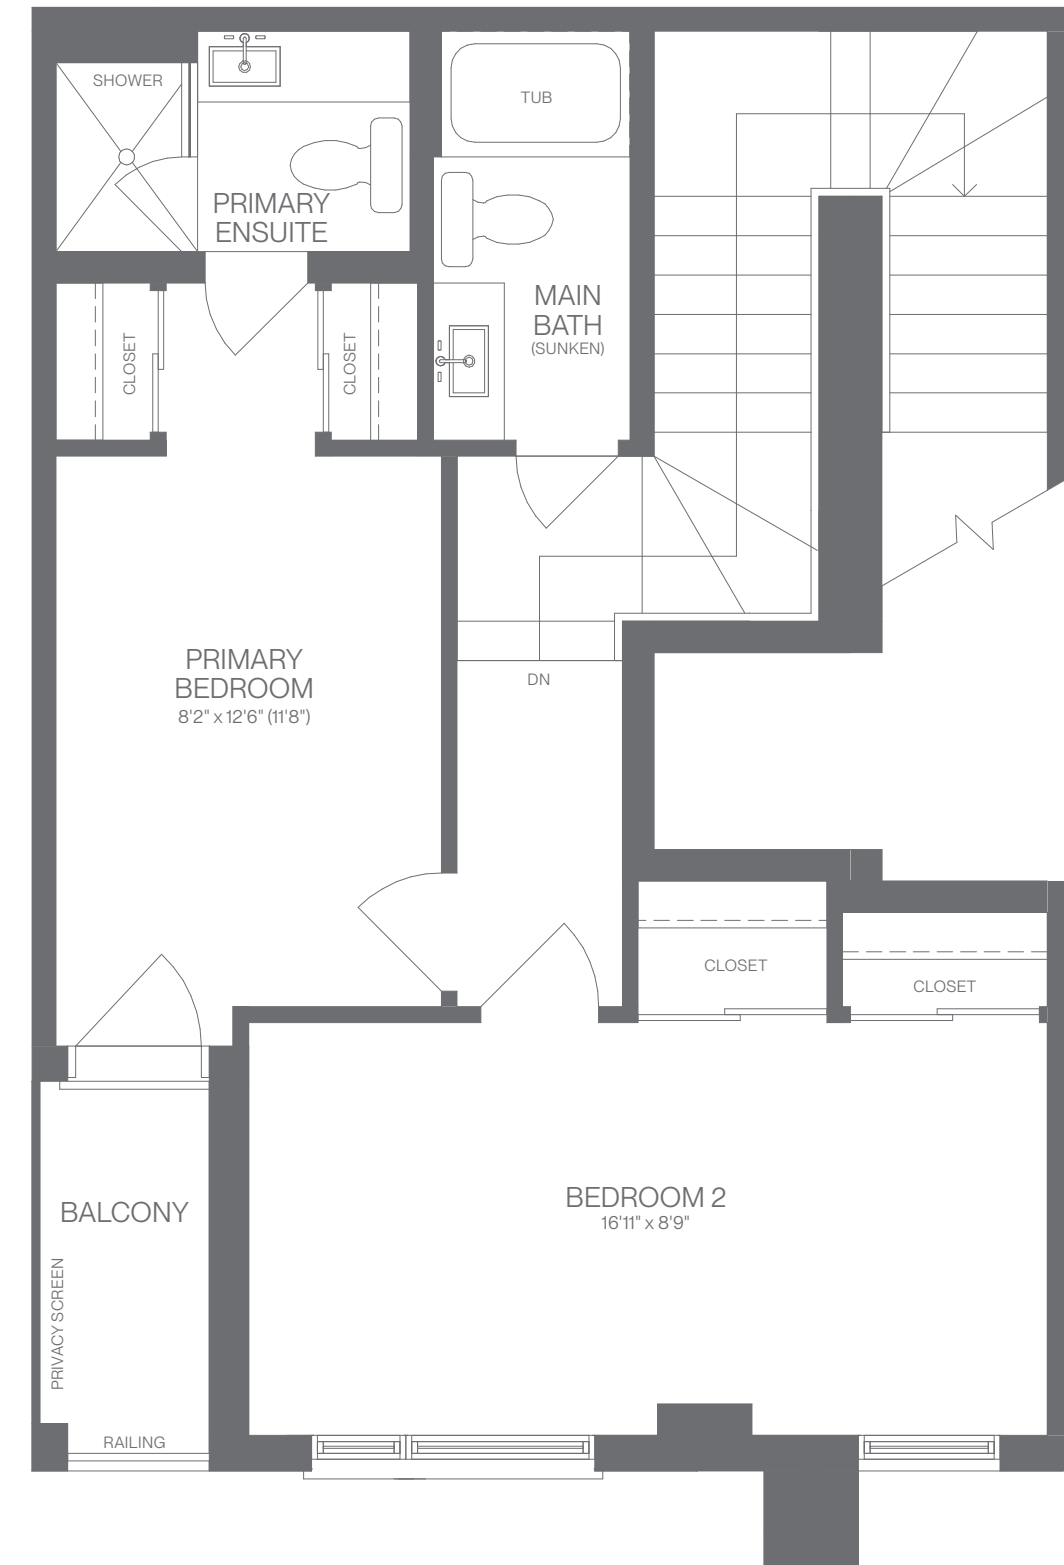 SHOWER
TUB
PRIMARY
ENSUITE
MAIN
BATH
(SUNKEN)
CLOSET
CLOSET
PRIMARY
BEDROOM
8'2" x 12'6" (11'8")
DN
CLOSET
CLOSET
BALCONY
BEDROOM 2
16'11" x 8'9"
PRIVACY SCREEN
RAILING